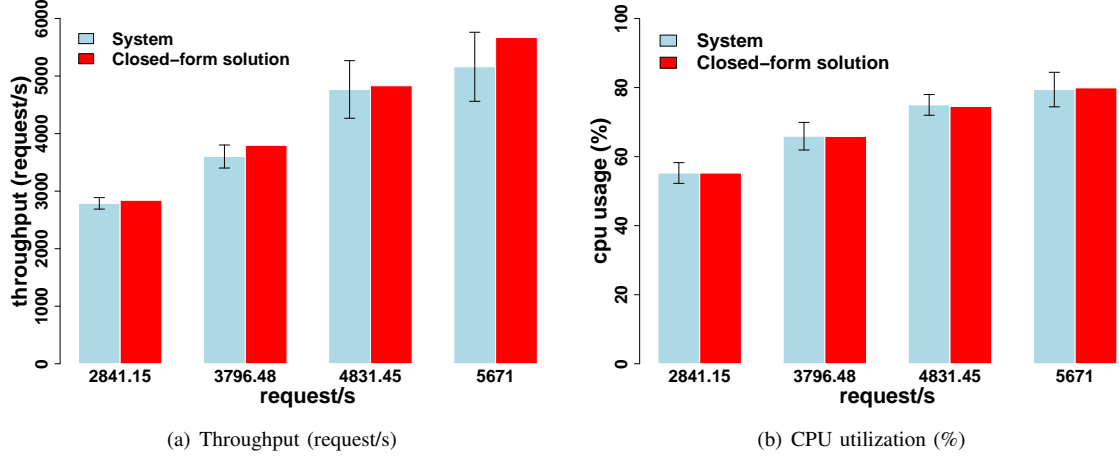 System
Closed−form solution
throughput (request/s)
0
1000
2000
3000
4000
5000
6000
2841.15 3796.48 4831.45 5671
request/s
(a) Throughput (request/s)
System
Closed−form solution
cpu usage (%)
0
20
40
60
80
100
2841.15 3796.48 4831.45 5671
request/s
(b) CPU utilization (%)